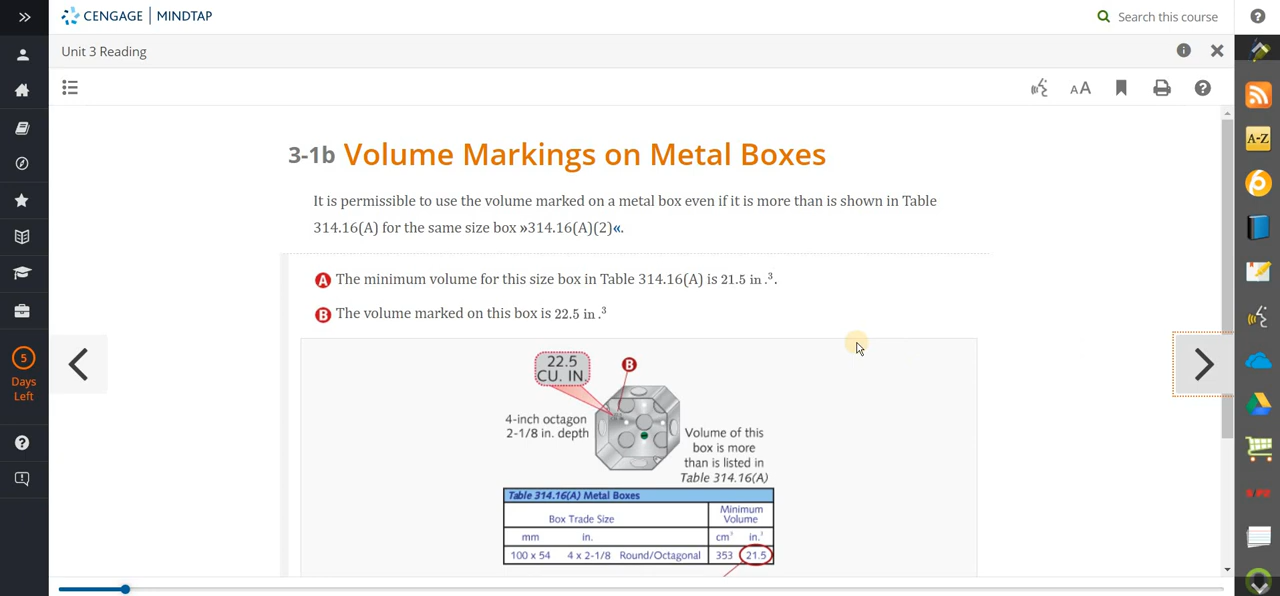 CENGAGE | MINDTAP
Search this course
Unit 3 Reading
AA
3-1b Volume Markings on Metal Boxes
It is permissible to use the volume marked on a metal box even if it is more than is shown in Table
314.16(A) for the same size box »314.16(A)(2)«.
A The minimum volume for this size box in Table 314.16(A) is 21.5 in.³.
B The volume marked on this box is 22.5 in.³
22.5
CU. IN.
B
4-inch octagon
2-1/8 in. depth
Volume of this
box is more
than is listed in
Table 314.16(A)
Table 314.16(A) Metal Boxes
Box Trade Size
Minimum
Volume
mm in. cm³ in.³
100 x 54 4 x 2-1/8 Round/Octagonal 353 21.5
5
Days
Left
A-Z